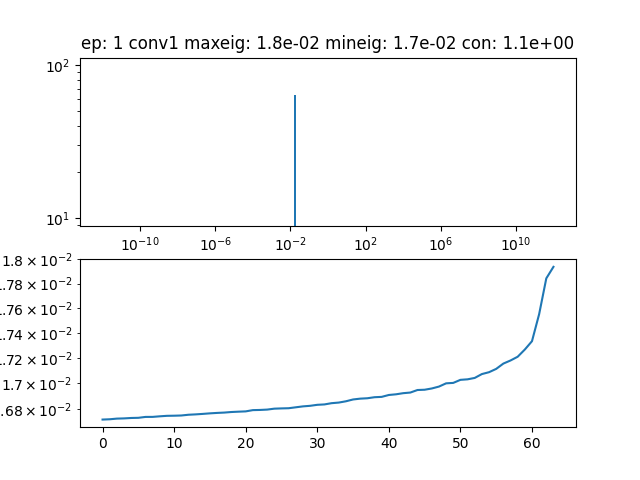 ep: 1 conv1 maxeig: 1.8e-02 mineig: 1.7e-02 con: 1.1e+00
10²
10¹
10⁻¹⁰ 10⁻⁶ 10⁻² 10² 10⁶ 10¹⁰
1.8 × 10⁻²
1.78 × 10⁻²
1.76 × 10⁻²
1.74 × 10⁻²
1.72 × 10⁻²
1.7 × 10⁻²
.68 × 10⁻²
0 10 20 30 40 50 60